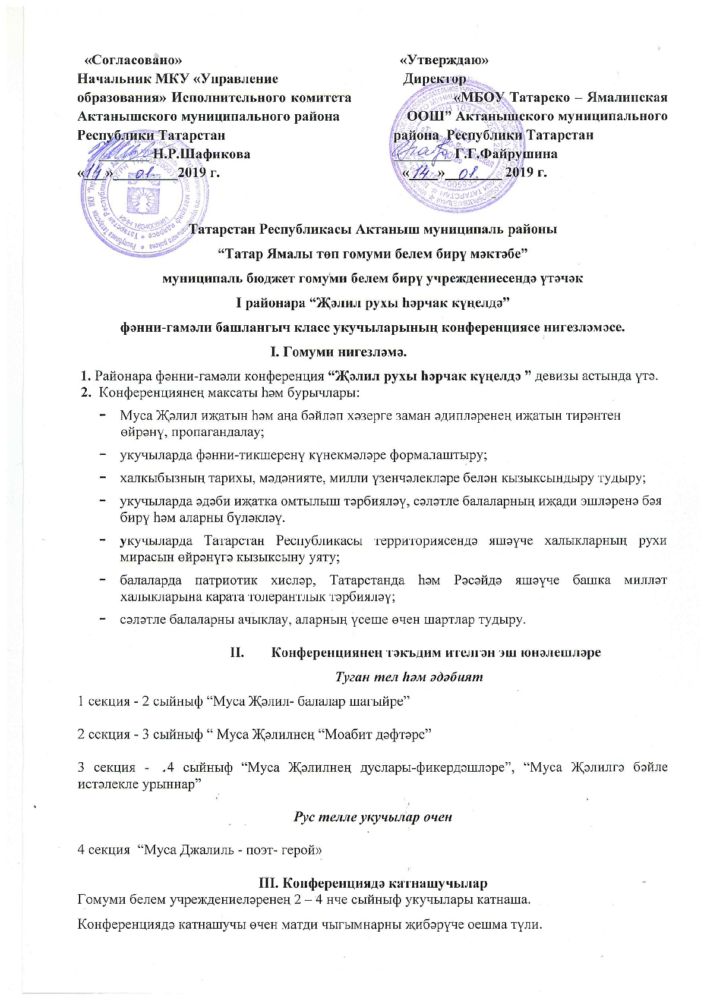 «Согласовано»
Начальник МКУ «Управление
образования» Исполнительного комитета
Актанышского муниципального района
Республики Татарстан
________Н.Р.Шафикова
«14»___01.___2019 г.
«Утверждаю»
Директор
«МБОУ Татарско – Ямалинская
ООШ” Актанышского муниципального
района Республики Татарстан
________ Г.Г.Файрушина
«14»___01.___ 2019 г.
Татарстан Республикасы Актаныш муниципаль районы
“Татар Ямалы төп гомуми белем бирү мәктәбе”
муниципаль бюджет гомуми белем бирү учреждениесендә үтәчәк
I районара “Җәлил рухы һәрчак күңелдә”
фәнни-гамәли башлангыч класс укучыларының конференциясе нигезләмәсе.
I. Гомуми нигезләмә.
1. Районара фәнни-гамәли конференция “Җәлил рухы һәрчак күңелдә ” девизы астында үтә.
2. Конференциянең максаты һәм бурычлары:
- Муса Җәлил иҗатын һәм аңа бәйләп хәзерге заман әдипләренең иҗатын тирәнтен
өйрәнү, пропагандалау;
- укучыларда фәнни-тикшеренү күнекмәләре формалаштыру;
- халкыбызның тарихы, мәдәнияте, милли үзенчәлекләре белән кызыксындыру тудыру;
- укучыларда әдәби иҗатка омтылыш тәрбияләү, сәләтле балаларның иҗади эшләренә бәя
бирү һәм аларны бүләкләү.
- укучыларда Татарстан Республикасы территориясендә яшәүче халыкларның рухи
мирасын өйрәнүгә кызыксыну уяту;
- балаларда патриотик хисләр, Татарстанда һәм Рәсәйдә яшәүче башка милләт
халыкларына карата толерантлык тәрбияләү;
- сәләтле балаларны ачыклау, аларның үсеше өчен шартлар тудыру.
II. Конференциянең тәкъдим ителгән эш юнәлешләре
Туган тел һәм әдәбият
1 секция - 2 сыйныф “Муса Җәлил- балалар шагыйре”
2 секция - 3 сыйныф “ Муса Җәлилнең “Моабит дәфтәре”
3 секция - 4 сыйныф “Муса Җәлилнең дуслары-фикердәшләре”, “Муса Җәлилгә бәйле
истәлекле урыннар”
Рус телле укучылар очен
4 секция “Муса Джалиль - поэт- герой»
III. Конференциядә катнашучылар
Гомуми белем учреждениеләренең 2 – 4 нче сыйныф укучылары катнаша.
Конференциядә катнашучы өчен матди чыгымнарны җибәрүче оешма түли.